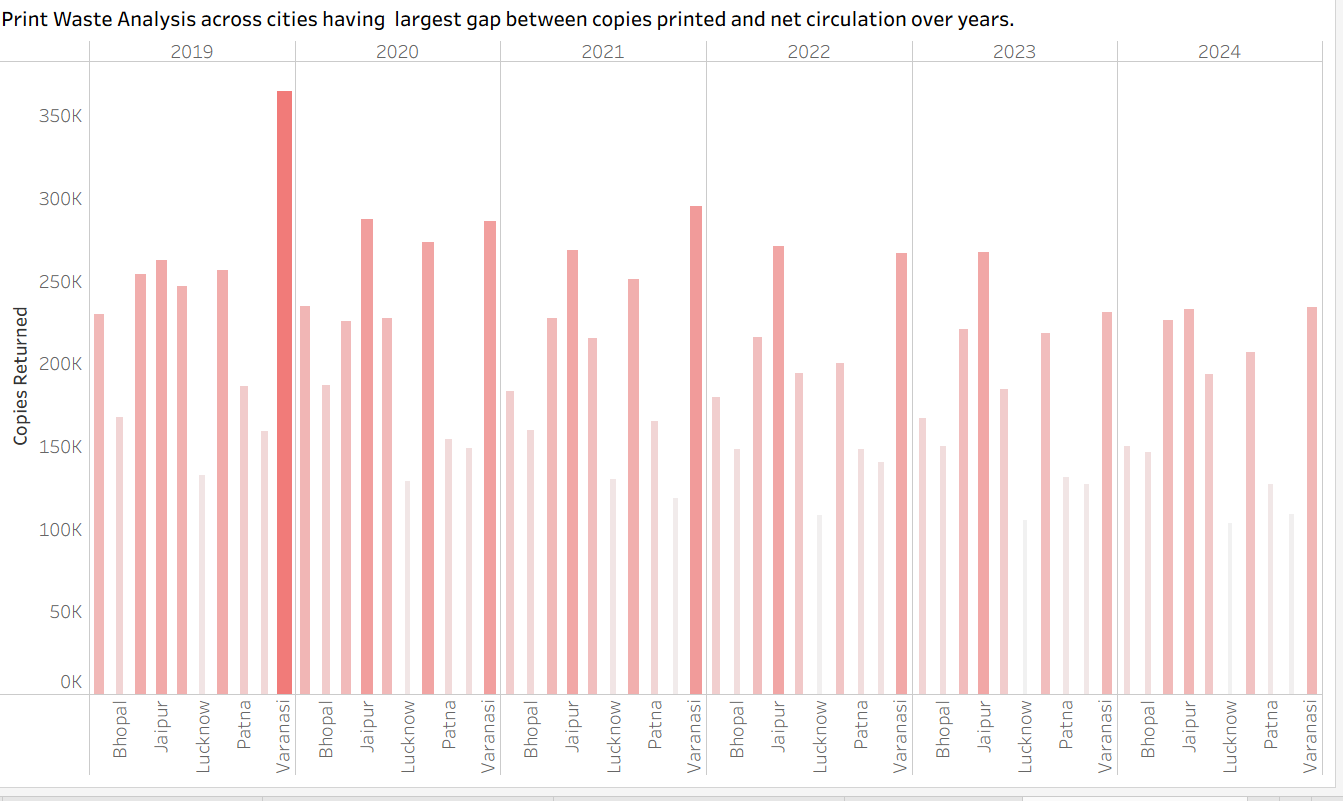 Print Waste Analysis across cities having  largest gap between copies printed and net circulation over years.
2019 2020 2021 2022 2023 2024
Copies Returned
350K
300K
250K
200K
150K
100K
50K
0K
Bhopal Jaipur Lucknow Patna Varanasi Bhopal Jaipur Lucknow Patna Varanasi Bhopal Jaipur Lucknow Patna Varanasi Bhopal Jaipur Lucknow Patna Varanasi Bhopal Jaipur Lucknow Patna Varanasi Bhopal Jaipur Lucknow Patna Varanasi